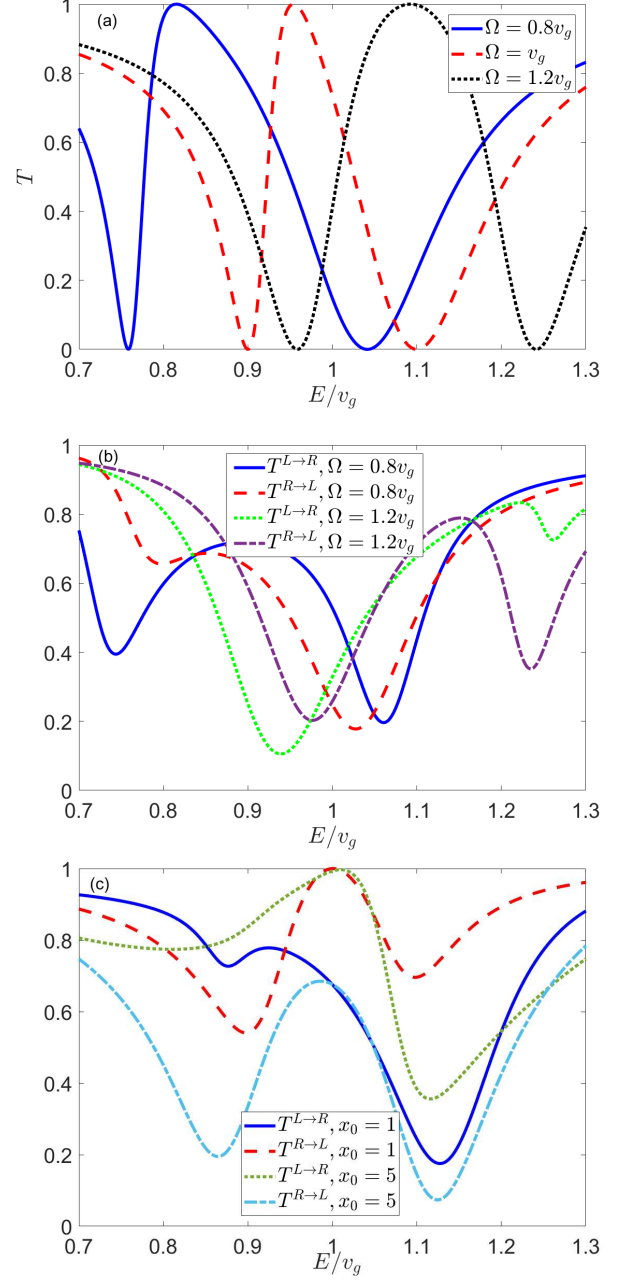 (a)
Ω = 0.8v_g
Ω = v_g
Ω = 1.2v_g
1
0.8
0.6
0.4
0.2
0
T
0.7 0.8 0.9 1 1.1 1.2 1.3
E/v_g
(b)
T^{L→R}, Ω = 0.8v_g
T^{R→L}, Ω = 0.8v_g
T^{L→R}, Ω = 1.2v_g
T^{R→L}, Ω = 1.2v_g
1
0.8
0.6
0.4
0.2
0
0.7 0.8 0.9 1 1.1 1.2 1.3
E/v_g
(c)
1
0.8
0.6
0.4
0.2
0
T^{L→R}, x_0 = 1
T^{R→L}, x_0 = 1
T^{L→R}, x_0 = 5
T^{R→L}, x_0 = 5
0.7 0.8 0.9 1 1.1 1.2 1.3
E/v_g